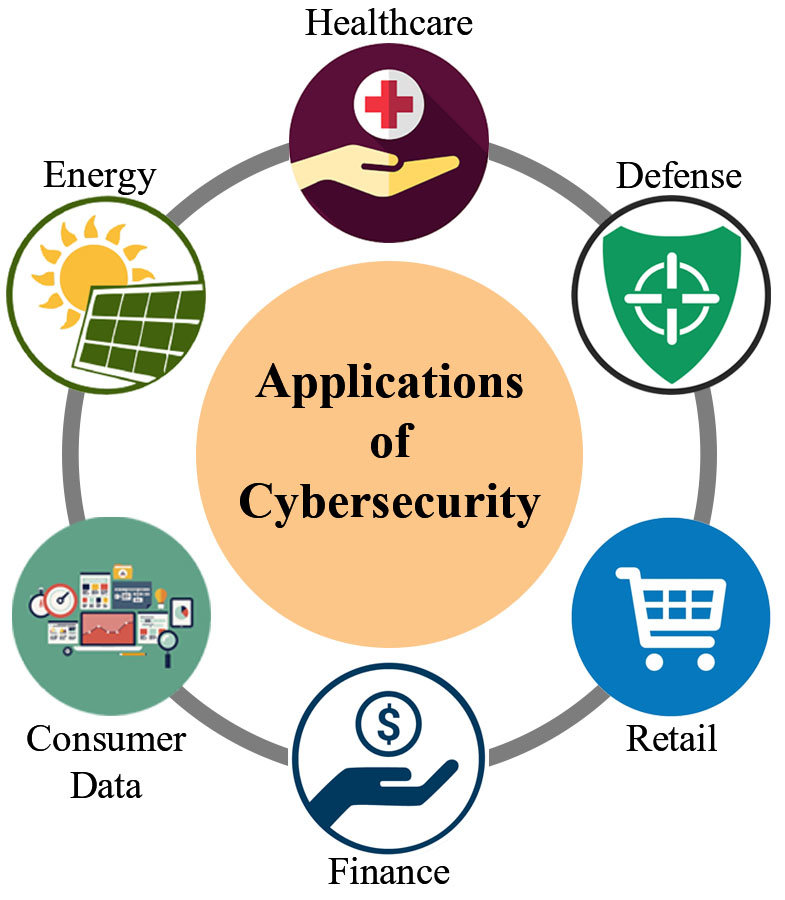 Healthcare
Energy
Defense
Applications
of
Cybersecurity
Consumer
Data
Retail
$
Finance